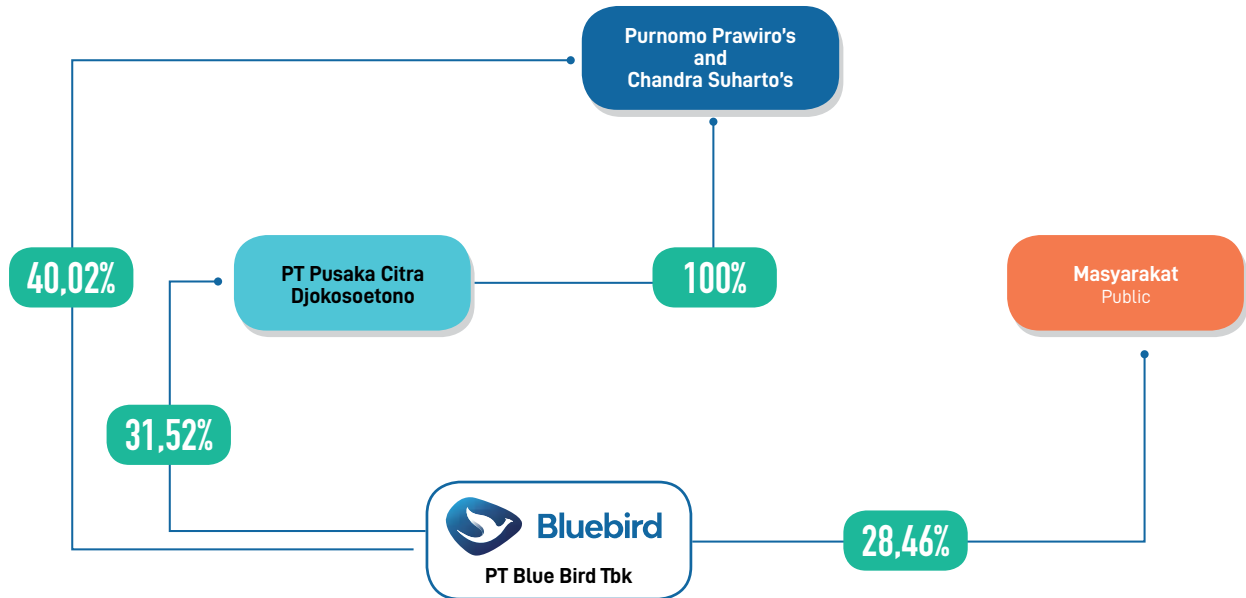 Purnomo Prawiro's
and
Chandra Suharto's
40,02%
PT Pusaka Citra
Djokosoetono
100%
Masyarakat
Public
31,52%
Bluebird
PT Blue Bird Tbk
28,46%